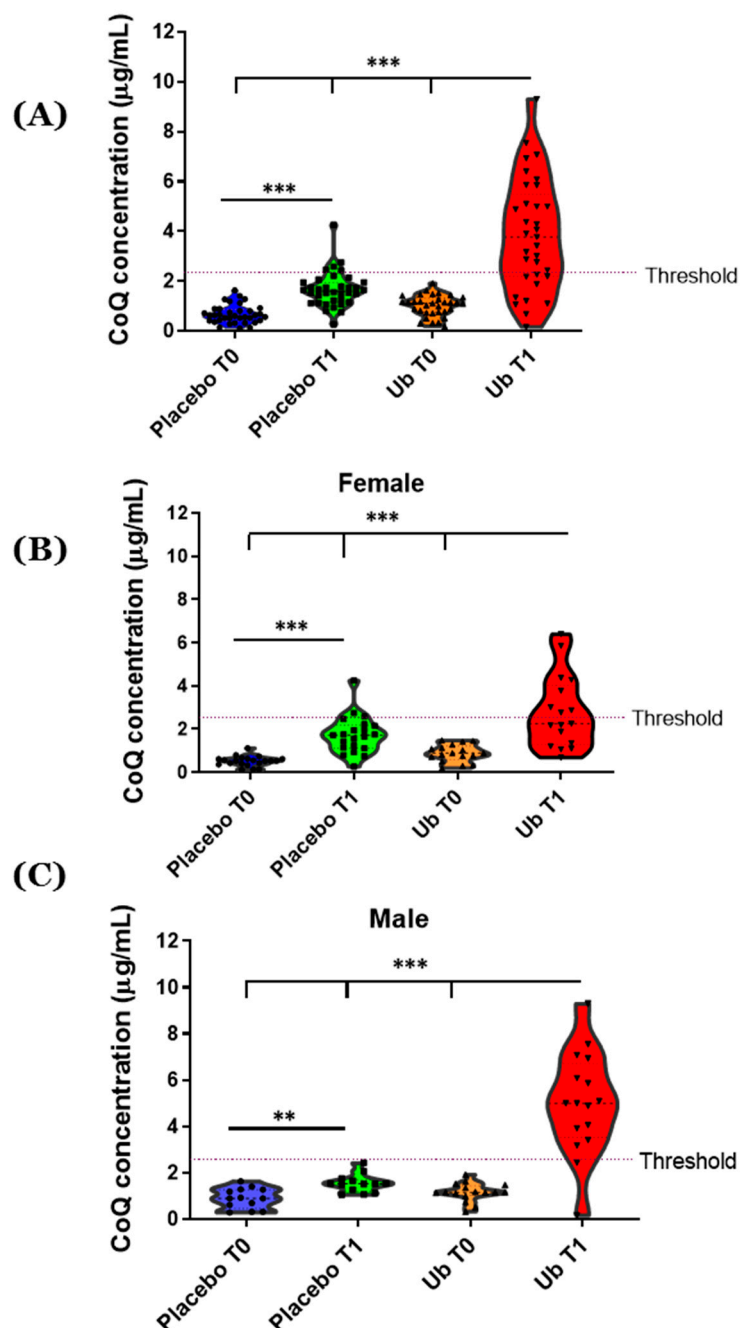 (A)
CoQ concentration (µg/mL)
12
10
8
6
4
2
0
***
***
Threshold
Placebo T0
Placebo T1
Ub T0
Ub T1
(B)
Female
CoQ concentration (µg/mL)
12
10
8
6
4
2
0
***
***
Threshold
Placebo T0
Placebo T1
Ub T0
Ub T1
(C)
Male
CoQ concentration (µg/mL)
12
10
8
6
4
2
0
***
**
Threshold
Placebo T0
Placebo T1
Ub T0
Ub T1